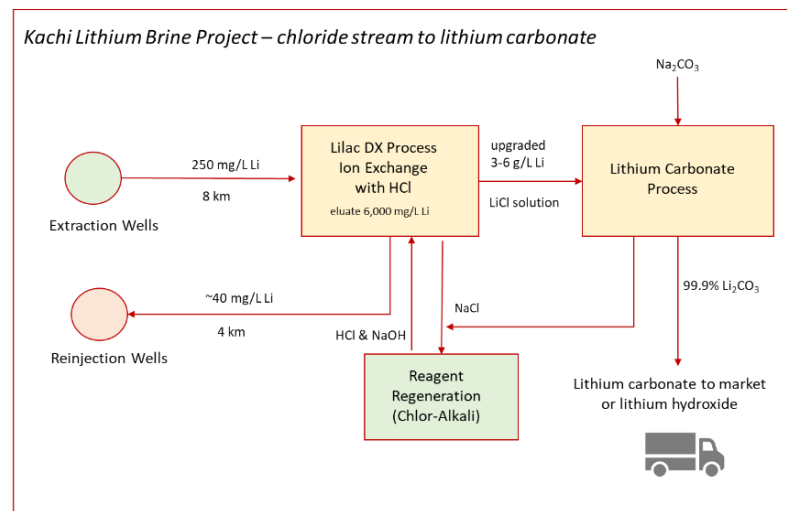 Kachi Lithium Brine Project – chloride stream to lithium carbonate
Na₂CO₃
250 mg/L Li
8 km
Extraction Wells
Lilac DX Process
Ion Exchange
with HCl
eluate 6,000 mg/L Li
upgraded
3-6 g/L Li
LiCl solution
Lithium Carbonate
Process
~40 mg/L Li
4 km
Reinjection Wells
HCl & NaOH
NaCl
99.9% Li₂CO₃
Reagent
Regeneration
(Chlor-Alkali)
Lithium carbonate to market
or lithium hydroxide